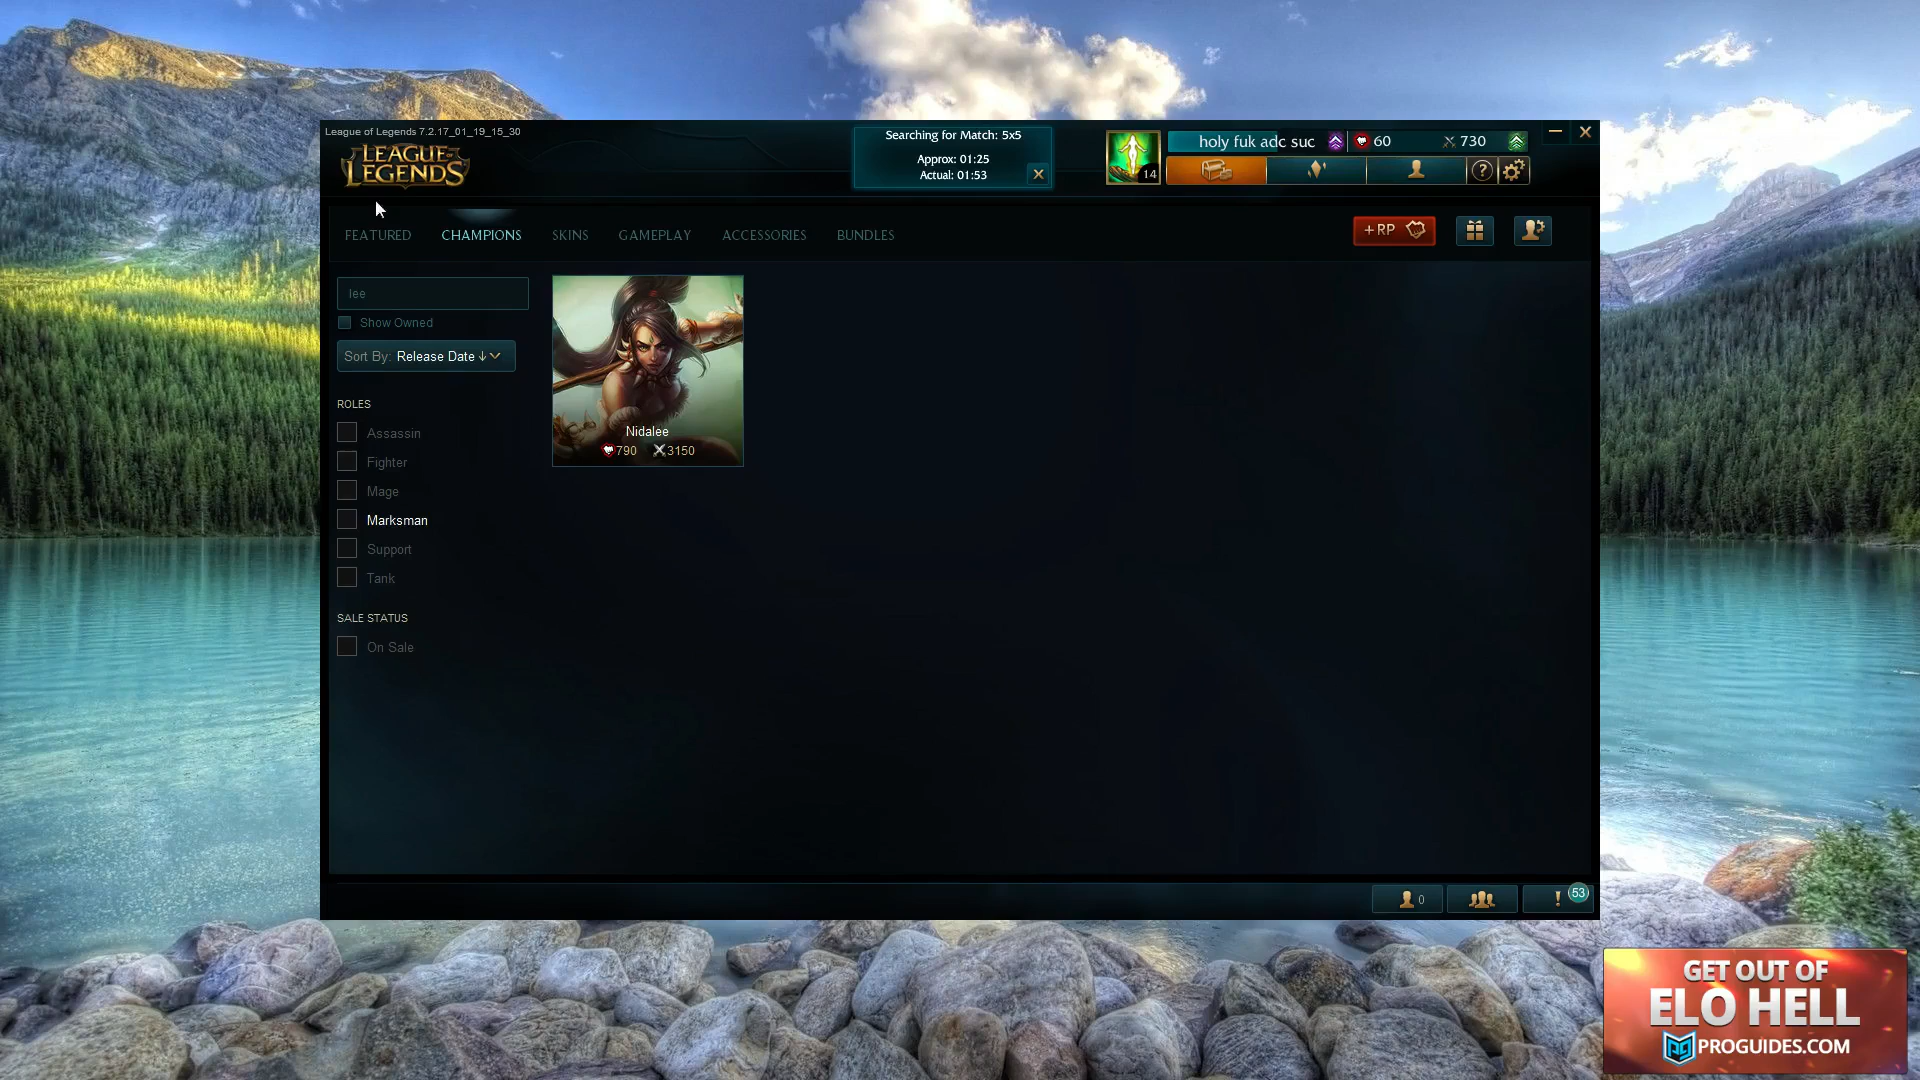 League of Legends 7.2.17_01_19_15_30
LEAGUE OF LEGENDS
Searching for Match: 5x5
Approx: 01:25
Actual: 01:53
14
holy fuk adc suc
60
730
?
FEATURED
CHAMPIONS
SKINS
GAMEPLAY
ACCESSORIES
BUNDLES
+RP
lee
Show Owned
Sort By: Release Date
ROLES
Assassin
Fighter
Mage
Marksman
Support
Tank
SALE STATUS
On Sale
Nidalee
790 3150
0
!
53
GET OUT OF
ELO HELL
PROGUIDES.COM